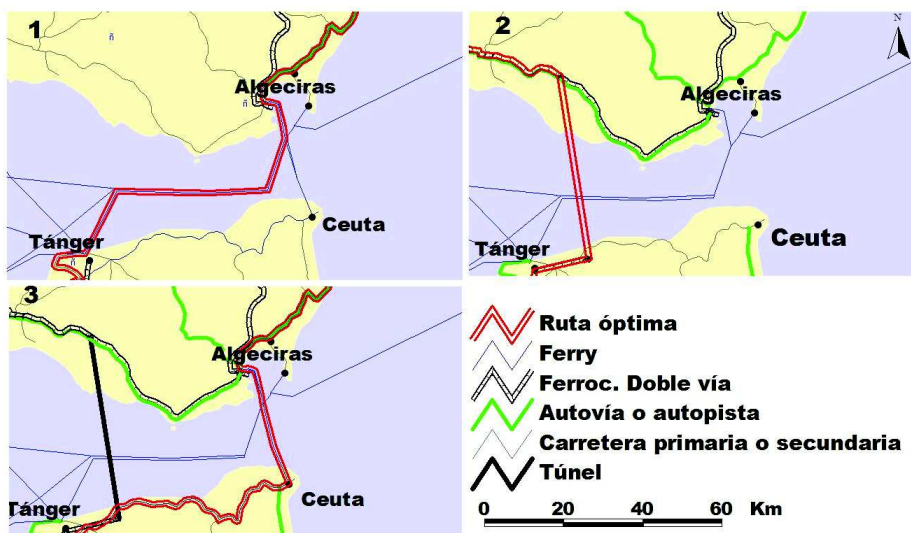 1
Algeciras
ñ
ñ
Ceuta
Tánger
ñ
2
N
Algeciras
Tánger
Ceuta
3
Algeciras
Ceuta
Tánger
Ruta óptima
Ferry
Ferroc. Doble vía
Autovía o autopista
Carretera primaria o secundaria
Túnel
0 20 40 60 Km